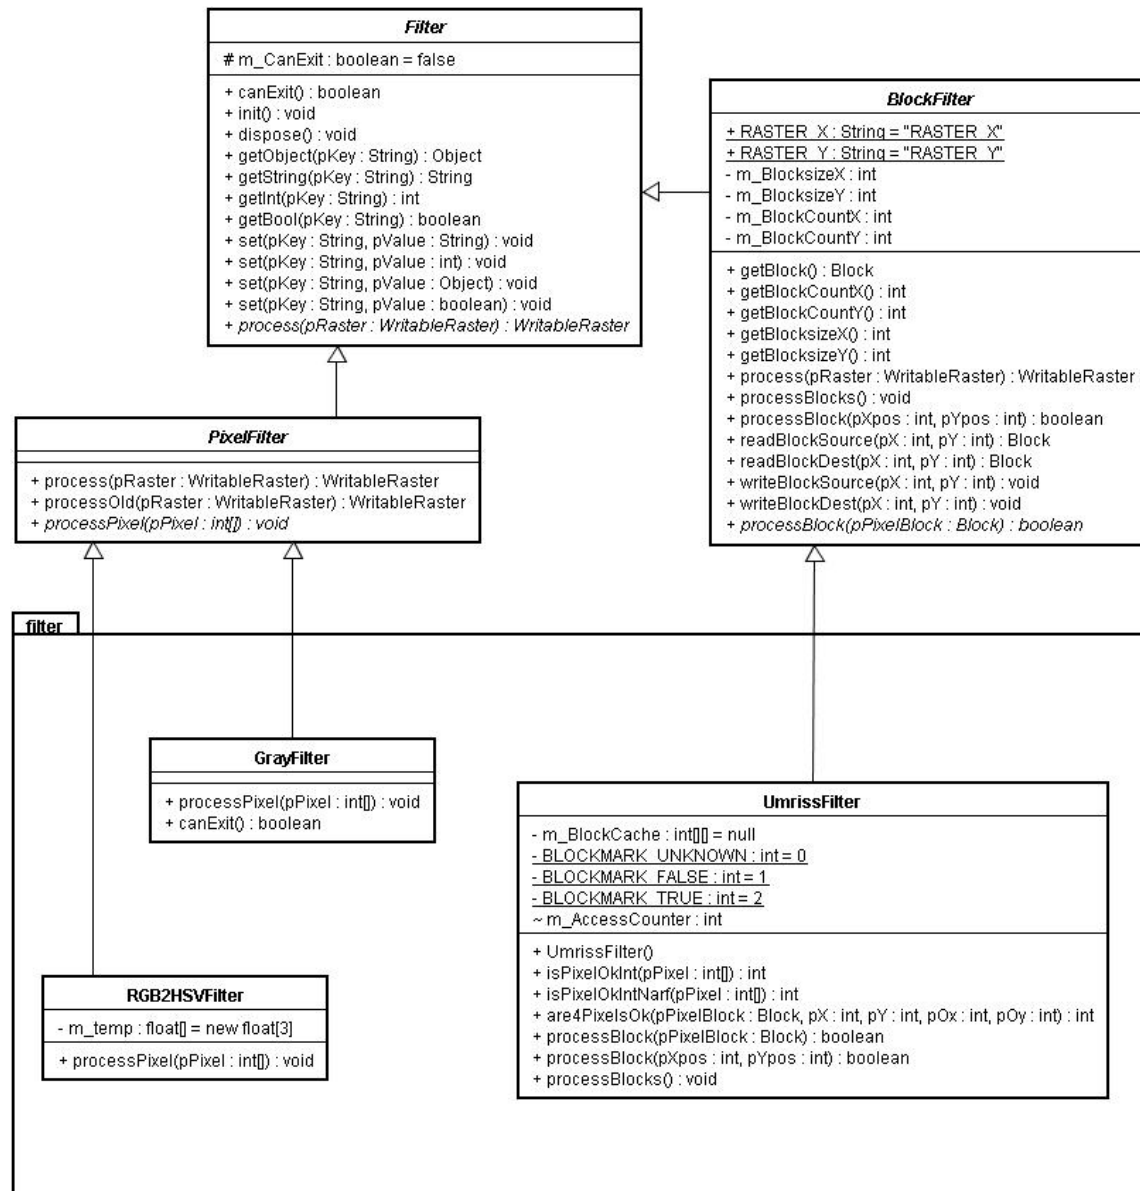 Filter
# m_CanExit : boolean = false
+ canExit() : boolean
+ init() : void
+ dispose() : void
+ getObject(pKey : String) : Object
+ getString(pKey : String) : String
+ getInt(pKey : String) : int
+ getBool(pKey : String) : boolean
+ set(pKey : String, pValue : String) : void
+ set(pKey : String, pValue : int) : void
+ set(pKey : String, pValue : Object) : void
+ set(pKey : String, pValue : boolean) : void
+ process(pRaster : WritableRaster) : WritableRaster
BlockFilter
+ RASTER_X : String = "RASTER_X"
+ RASTER_Y : String = "RASTER_Y"
- m_BlocksizeX : int
- m_BlocksizeY : int
- m_BlockCountX : int
- m_BlockCountY : int
+ getBlock() : Block
+ getBlockCountX() : int
+ getBlockCountY() : int
+ getBlocksizeX() : int
+ getBlocksizeY() : int
+ process(pRaster : WritableRaster) : WritableRaster
+ processBlocks() : void
+ processBlock(pXpos : int, pYpos : int) : boolean
+ readBlockSource(pX : int, pY : int) : Block
+ readBlockDest(pX : int, pY : int) : Block
+ writeBlockSource(pX : int, pY : int) : void
+ writeBlockDest(pX : int, pY : int) : void
+ processBlock(pPixelBlock : Block) : boolean
PixelFilter
+ process(pRaster : WritableRaster) : WritableRaster
+ processOld(pRaster : WritableRaster) : WritableRaster
+ processPixel(pPixel : int[]) : void
filter
GrayFilter
+ processPixel(pPixel : int[]) : void
+ canExit() : boolean
UmrissFilter
- m_BlockCache : int[][] = null
- BLOCKMARK_UNKNOWN : int = 0
- BLOCKMARK_FALSE : int = 1
- BLOCKMARK_TRUE : int = 2
~ m_AccessCounter : int
+ UmrissFilter()
+ isPixelOkInt(pPixel : int[]) : int
+ isPixelOkIntNarf(pPixel : int[]) : int
+ are4PixelsOk(pPixelBlock : Block, pX : int, pY : int, pOx : int, pOy : int) : int
+ processBlock(pPixelBlock : Block) : boolean
+ processBlock(pXpos : int, pYpos : int) : boolean
+ processBlocks() : void
RGB2HSVFilter
- m_temp : float[] = new float[3]
+ processPixel(pPixel : int[]) : void